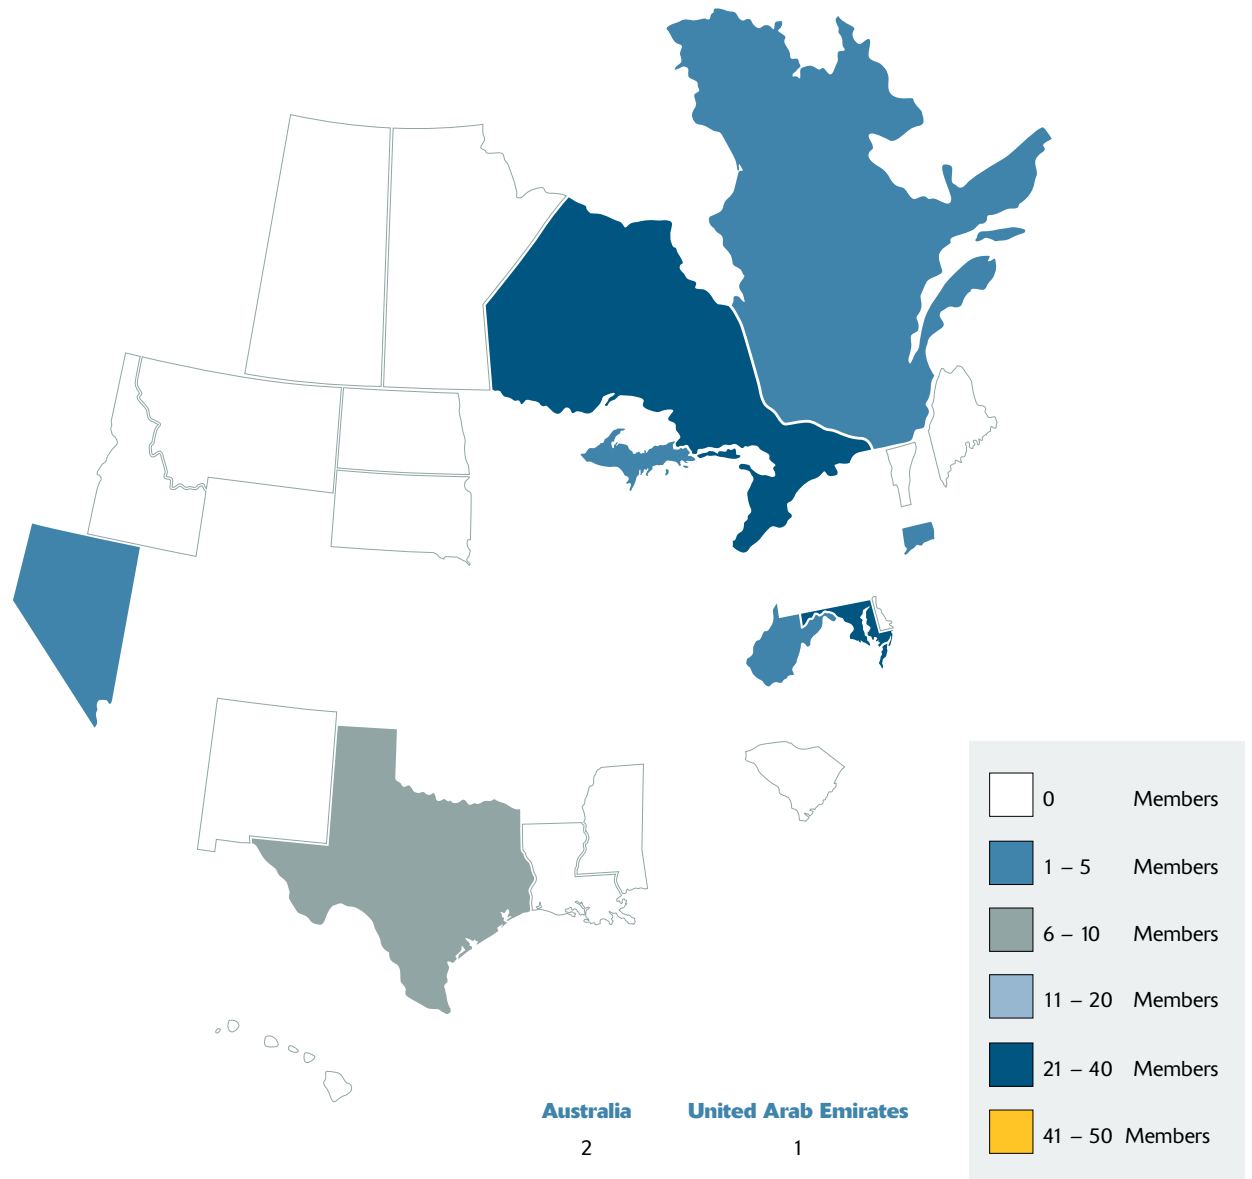 0 Members
1 – 5 Members
6 – 10 Members
11 – 20 Members
21 – 40 Members
41 – 50 Members
Australia United Arab Emirates
2 1